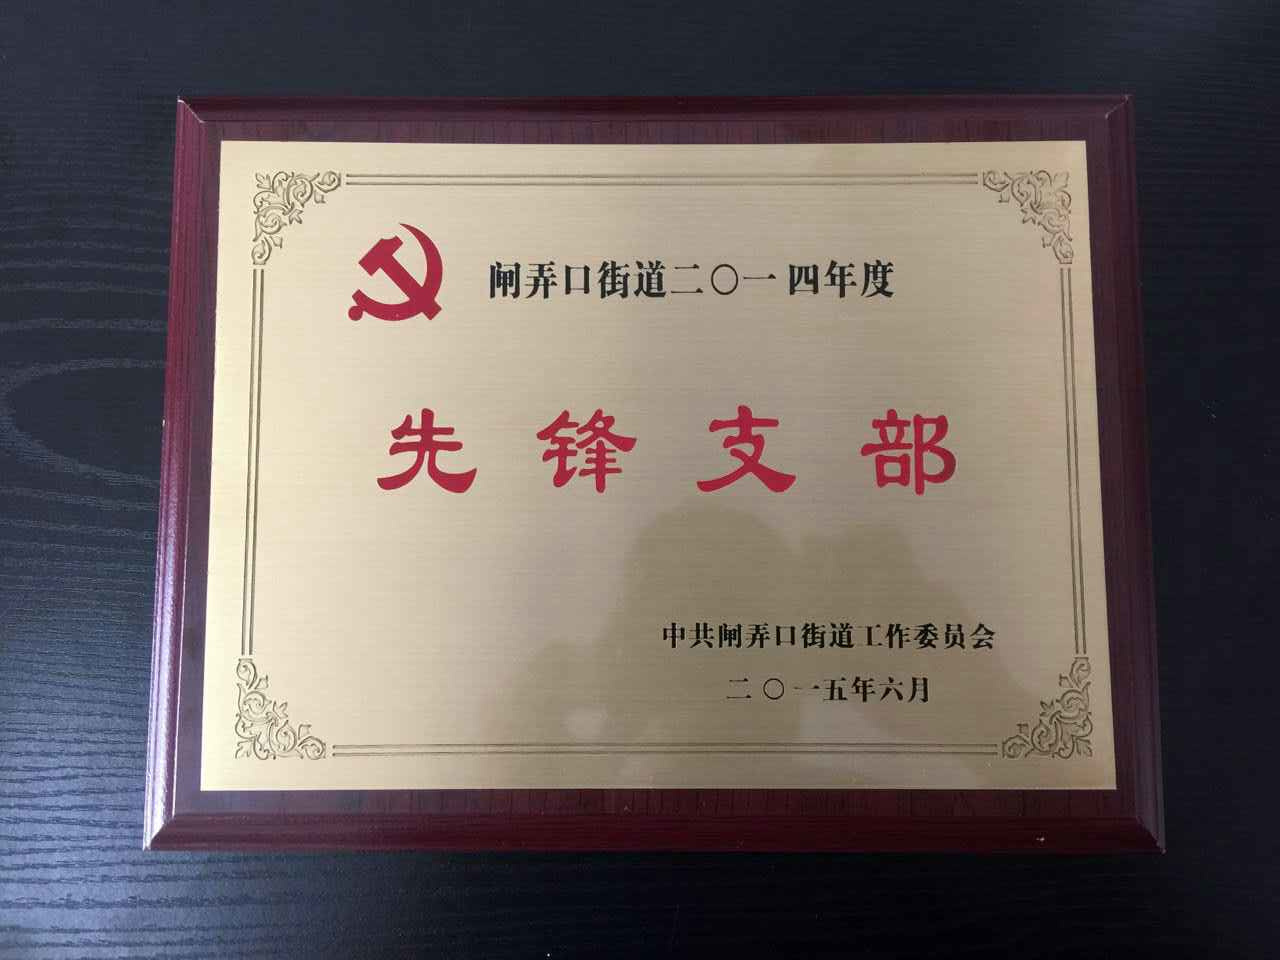 闸弄口街道二〇一四年度
先锋支部
中共闸弄口街道工作委员会
二〇一五年六月